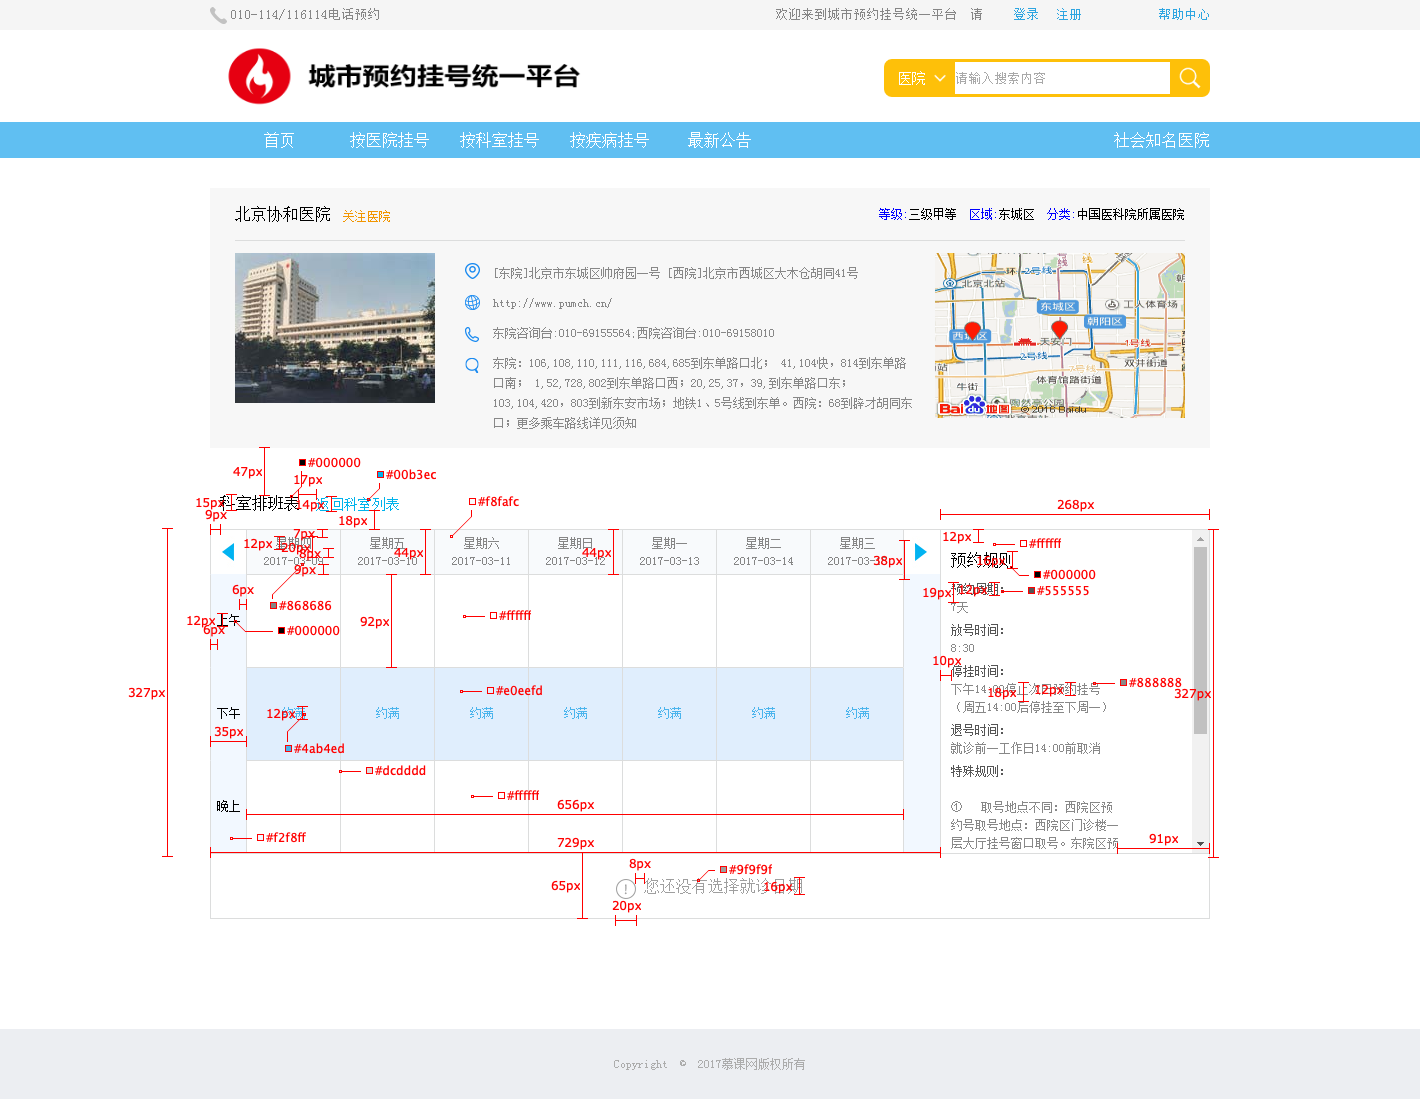 010-114/116114电话预约
欢迎来到城市预约挂号统一平台 请 登录 注册 帮助中心
城市预约挂号统一平台
医院 请输入搜索内容
首页 按医院挂号 按科室挂号 按疾病挂号 最新公告 社会知名医院
北京协和医院 关注医院
等级:三级甲等 区域:东城区 分类:中国医科院所属医院
[东院]北京市东城区帅府园一号 [西院]北京市西城区大木仓胡同41号
http://www.pumch.cn/
东院咨询台:010-69155564;西院咨询台:010-69158010
东院: 106,108,110,111,116,684,685到东单路口北; 41,104快, 814到东单路
口南; 1,52,728,802到东单路口西; 20,25,37, 39,到东单路口东;
103,104,420, 803到新东安市场; 地铁1、5号线到东单。西院: 68到辟才胡同东
口; 更多乘车路线详见须知
二环 2号线
北京北站
东城区
工人体育场
朝阳区
西城区
天安门
1号线
2号线
双井街道
体育馆路街道
牛街
陶然亭公园
Bai du 地图 © 2016 Baidu
47px
#000000
17px
#00b3ec
15px 科室排班表 14px 返回科室列表
#f8fafc
9px
18px
268px
7px
12px
20px
8px
44px
44px
38px
9px
星期四 星期五 星期六 星期日 星期一 星期二 星期三
2017-03-09 2017-03-10 2017-03-11 2017-03-12 2017-03-13 2017-03-14
12px
#ffffff
预约规则
#000000
19px
12px
#555555
预约周期:
7天
6px
#868686
12px
上午
#000000
6px
92px
#ffffff
放号时间:
8:30
10px
停挂时间:
下午14:00停止次日预约挂号
18px
12px
#888888
(周五14:00后停挂至下周一)
327px
327px
#e0eefd
下午
12px
约满 约满 约满 约满 约满 约满 约满
35px
#4ab4ed
退号时间:
就诊前一工作日14:00前取消
特殊规则:
#dcdddd
#ffffff
晚上
656px
#f2f8ff
729px
① 取号地点不同: 西院区预
约号取号地点: 西院区门诊楼一
层大厅挂号窗口取号。东院区预
91px
8px
#9f9f9f
65px
您还没有选择就诊日期
16px
20px
Copyright © 2017慕课网版权所有